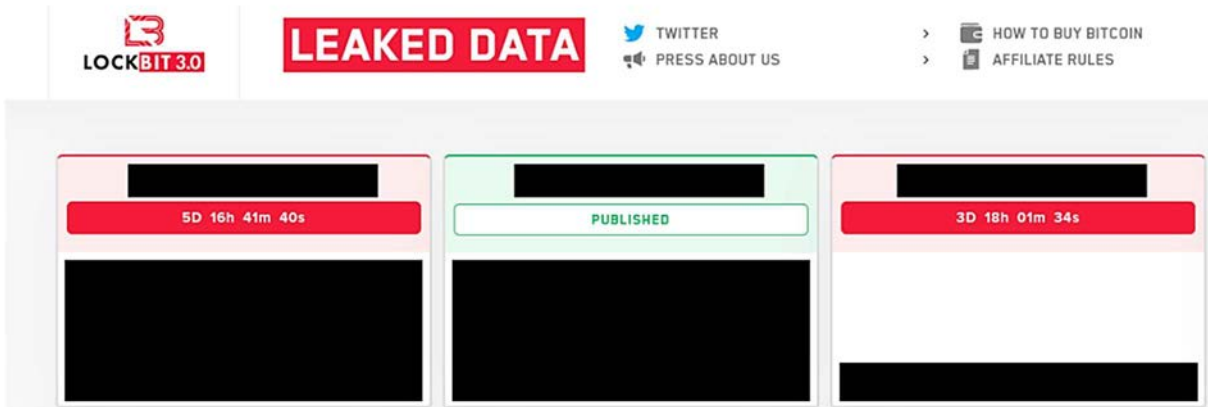 LOCKBIT 3.0
LEAKED DATA
TWITTER
PRESS ABOUT US
> HOW TO BUY BITCOIN
> AFFILIATE RULES
5D 16h 41m 40s
PUBLISHED
3D 18h 01m 34s